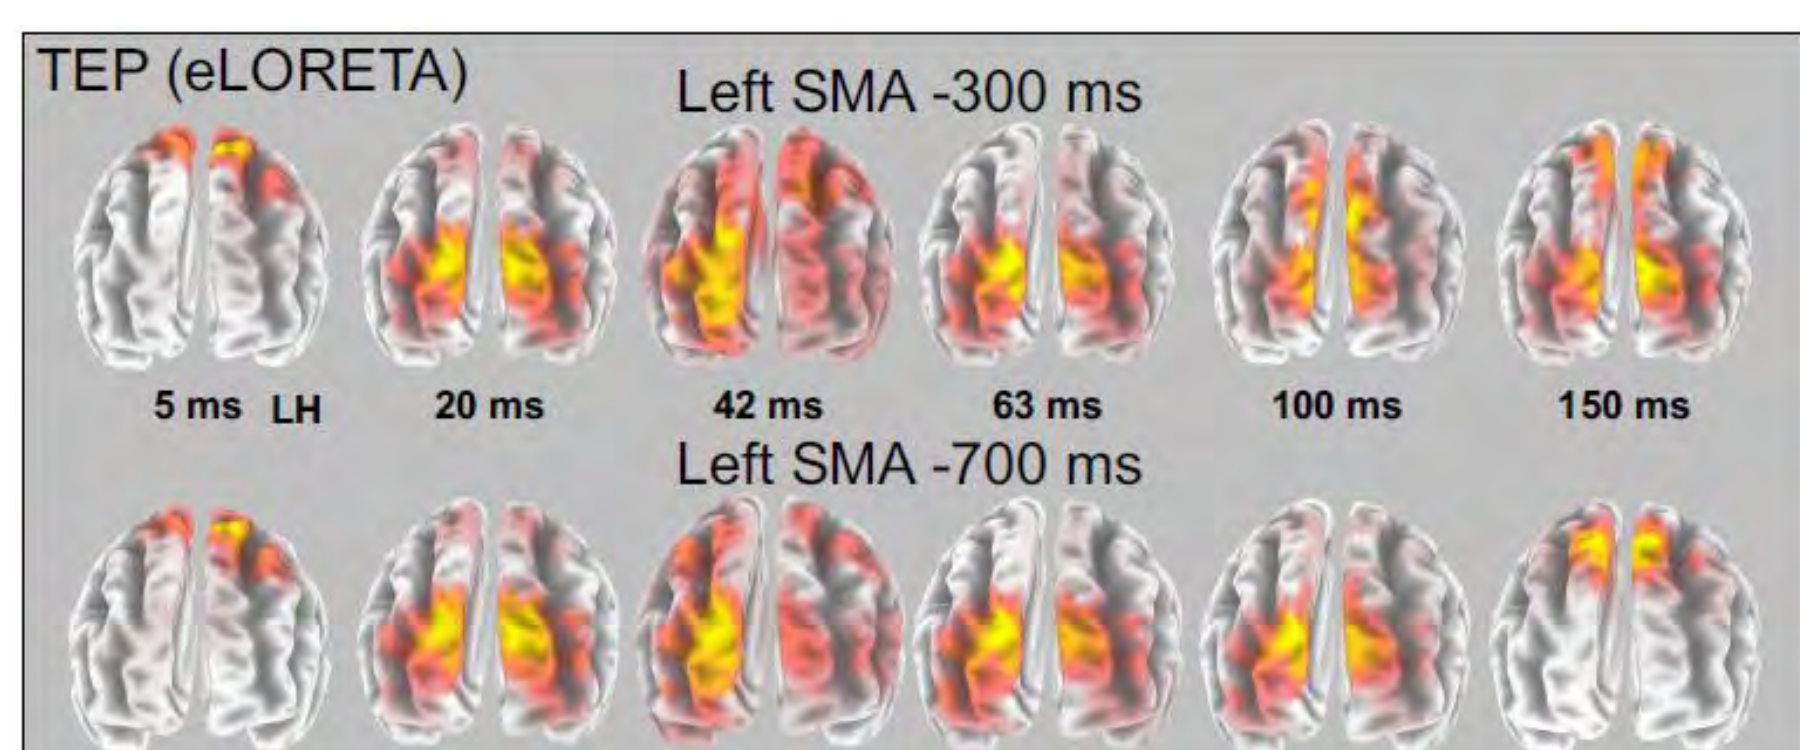 TEP (eLORETA)
Left SMA -300 ms
5 ms LH 20 ms 42 ms 63 ms 100 ms 150 ms
Left SMA -700 ms